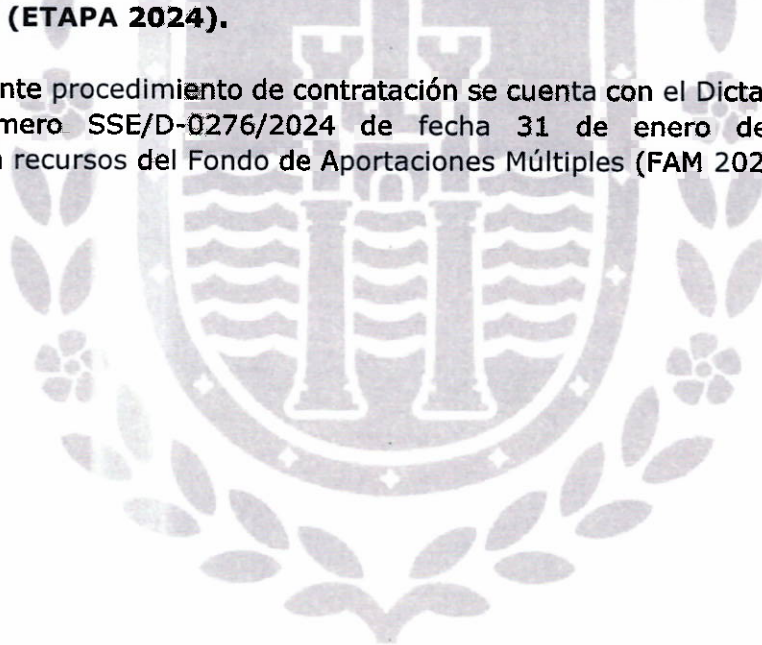 (ETAPA 2024).
nte procedimiento de contratación se cuenta con el Dicta
mero SSE/D-0276/2024 de fecha 31 de enero de
recursos del Fondo de Aportaciones Múltiples (FAM 202